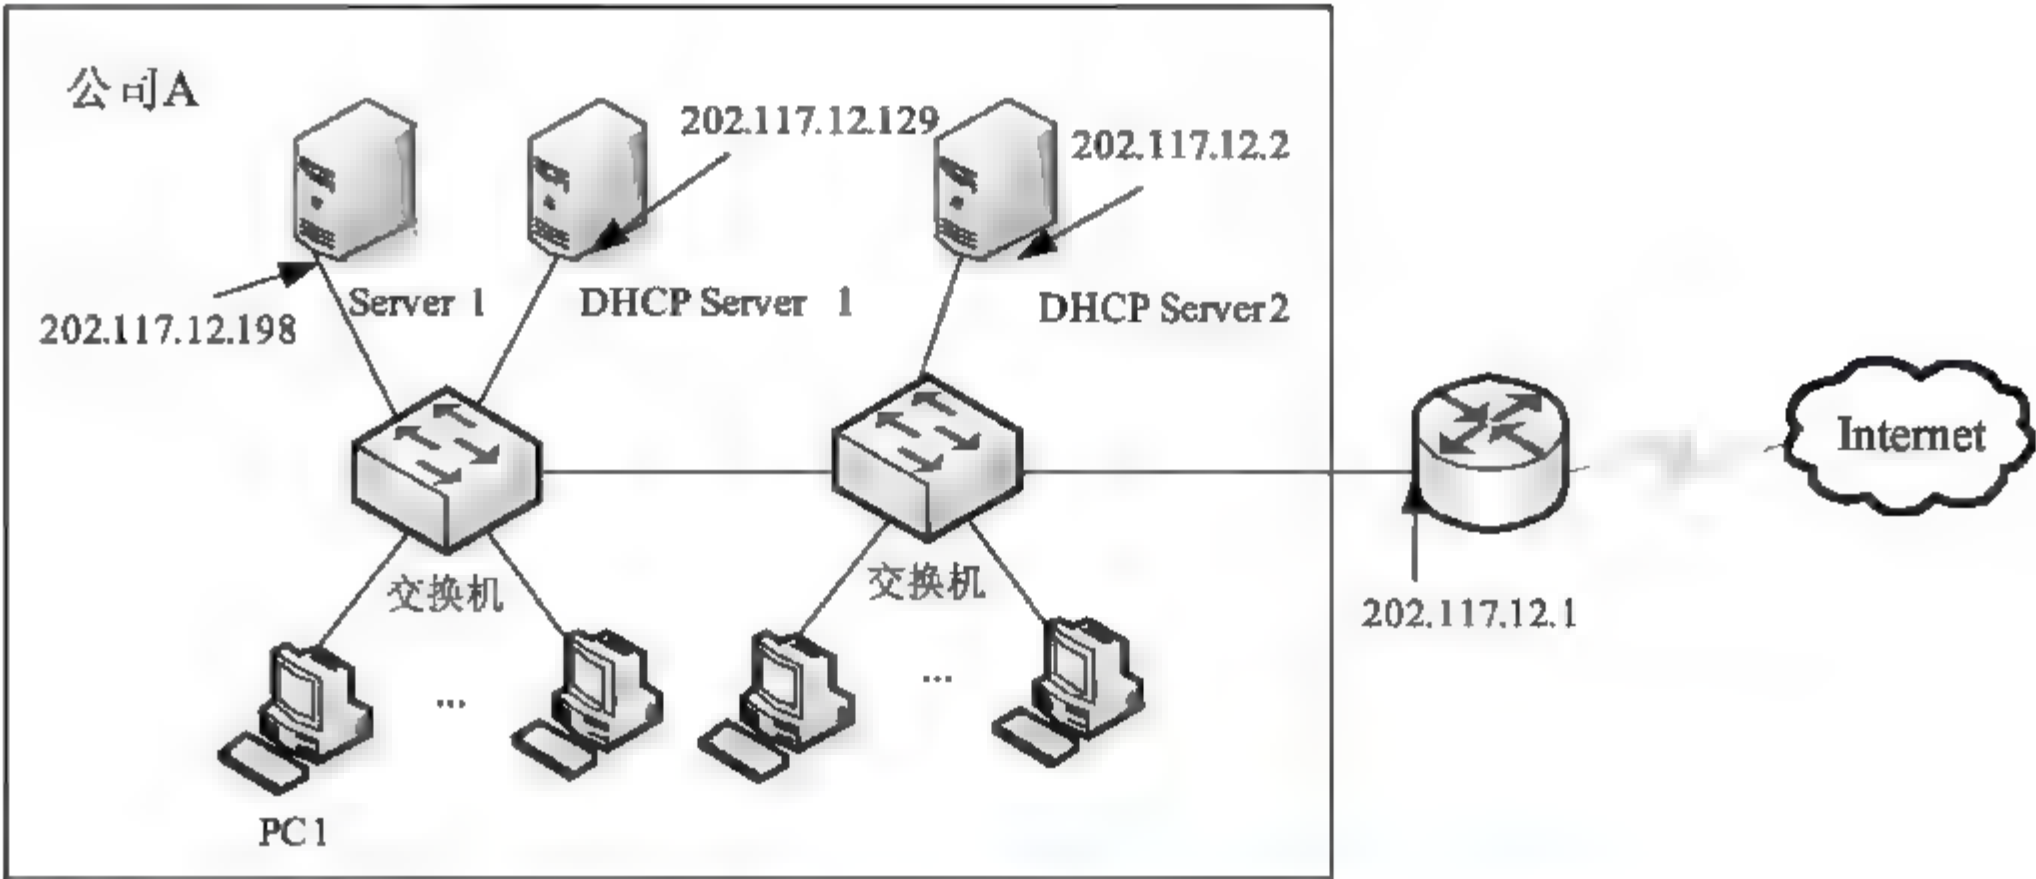 公司A
202.117.12.129
202.117.12.2
Server 1
DHCP Server 1
DHCP Server2
202.117.12.198
Internet
交换机
交换机
202.117.12.1
...
...
PC1